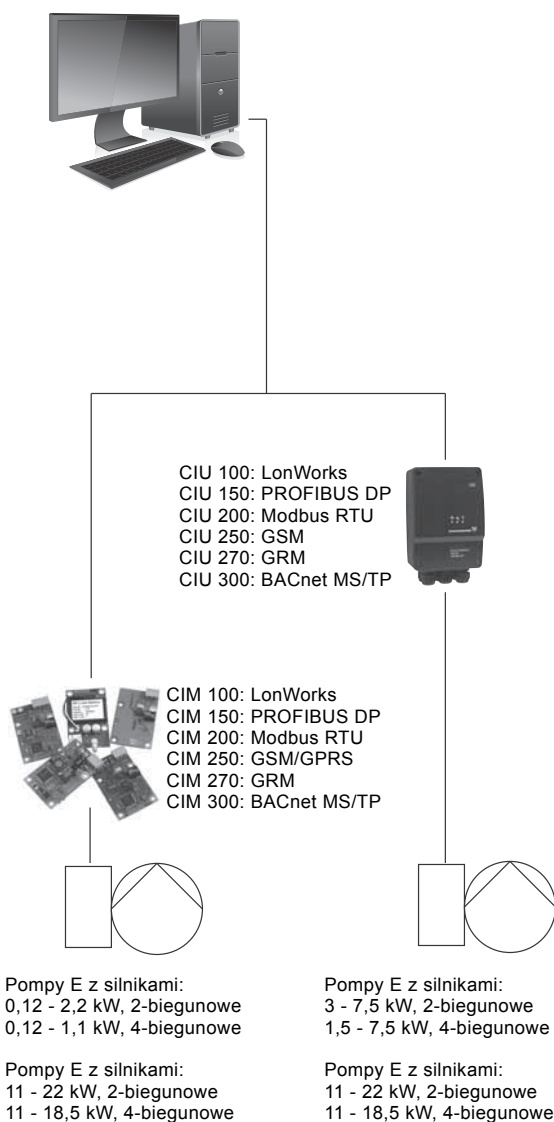 CIU 100: LonWorks
CIU 150: PROFIBUS DP
CIU 200: Modbus RTU
CIU 250: GSM
CIU 270: GRM
CIU 300: BACnet MS/TP
CIM 100: LonWorks
CIM 150: PROFIBUS DP
CIM 200: Modbus RTU
CIM 250: GSM/GPRS
CIM 270: GRM
CIM 300: BACnet MS/TP
Pompy E z silnikami:
0,12 - 2,2 kW, 2-biegunowe
0,12 - 1,1 kW, 4-biegunowe
Pompy E z silnikami:
11 - 22 kW, 2-biegunowe
11 - 18,5 kW, 4-biegunowe
Pompy E z silnikami:
3 - 7,5 kW, 2-biegunowe
1,5 - 7,5 kW, 4-biegunowe
Pompy E z silnikami:
11 - 22 kW, 2-biegunowe
11 - 18,5 kW, 4-biegunowe